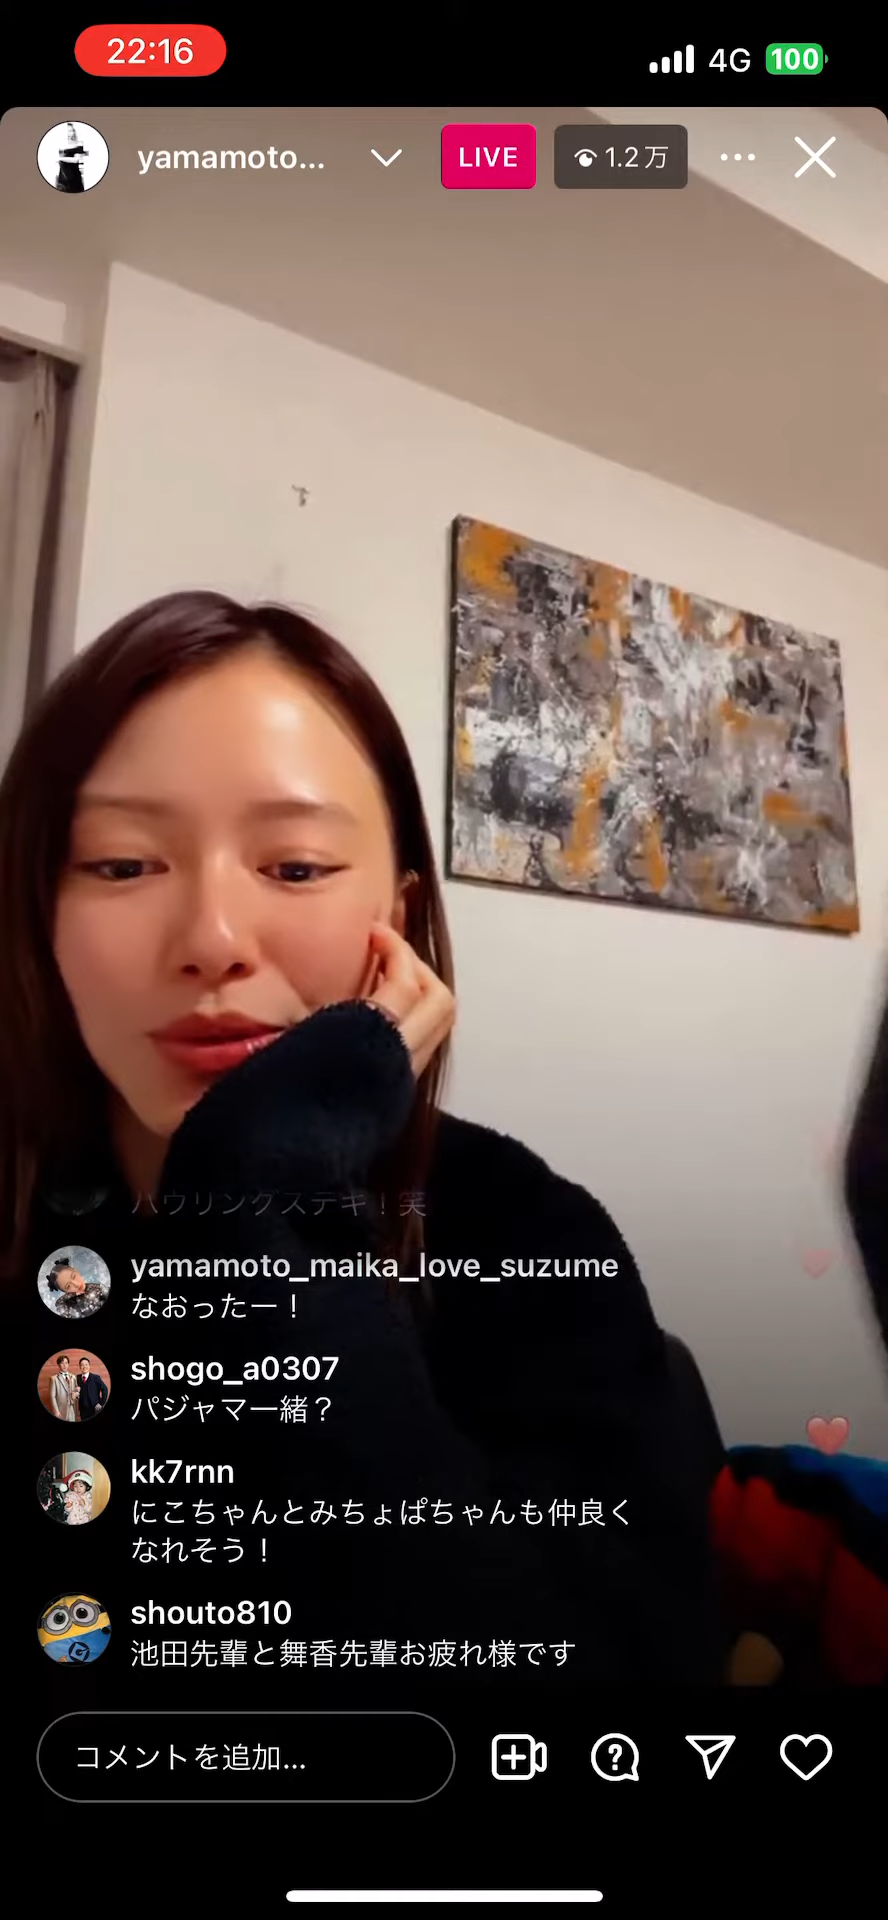 22:16
4G
100
yamamoto...
LIVE
1.2万
ハウリングステキ！笑
yamamoto_maika_love_suzume
なおったー！
shogo_a0307
パジャマ一緒？
kk7rnn
にこちゃんとみちょぱちゃんも仲良く
なれそう！
shouto810
池田先輩と舞香先輩お疲れ様です
コメントを追加...